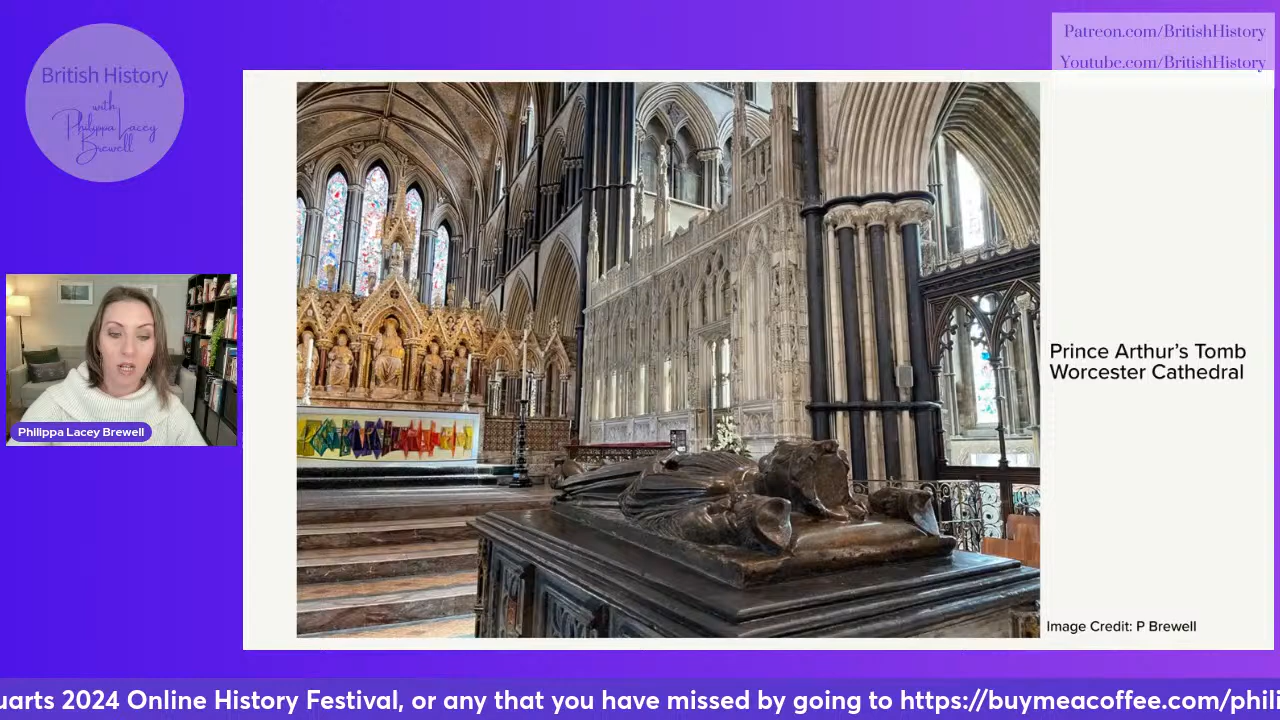 British History
with
Philippa Lacey
Brewell
Patreon.com/BritishHistory
Youtube.com/BritishHistory
Philippa Lacey Brewell
Prince Arthur’s Tomb
Worcester Cathedral
Image Credit: P Brewell
uarts 2024 Online History Festival, or any that you have missed by going to https://buymeacoffee.com/phili